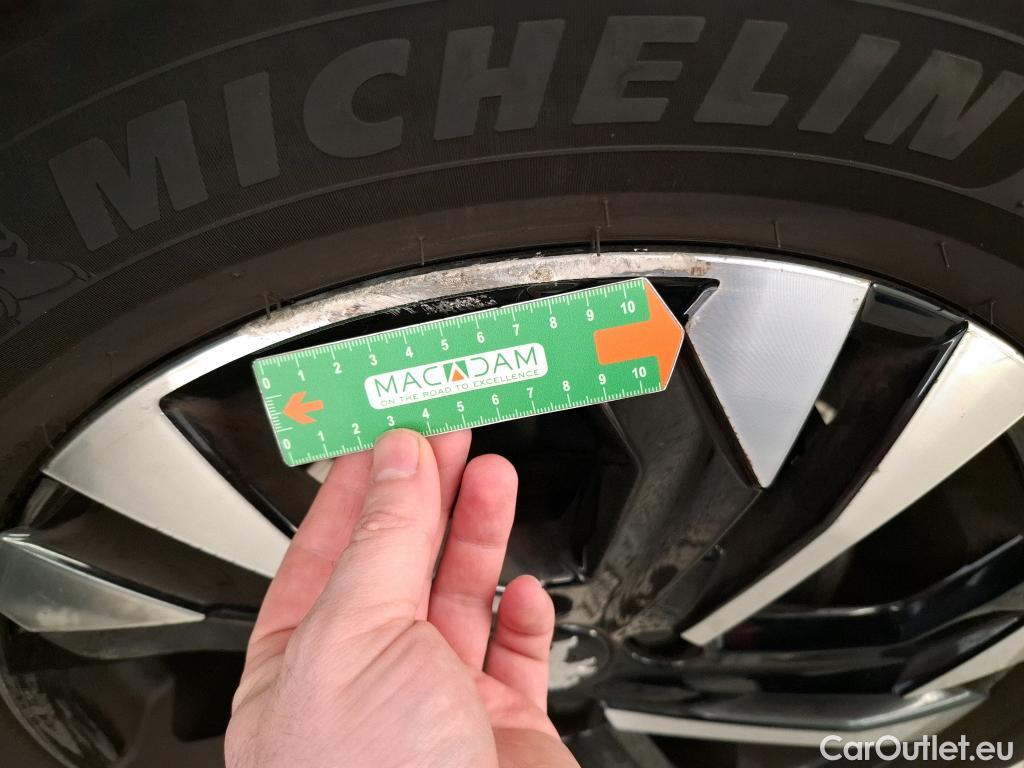 MICHELIN
0 1 2 3 4 5 6 7 8 9 10
MACADAM
ON THE ROAD TO EXCELLENCE
0 1 2 3 4 5 6 7 8 9 10
CarOutlet.eu